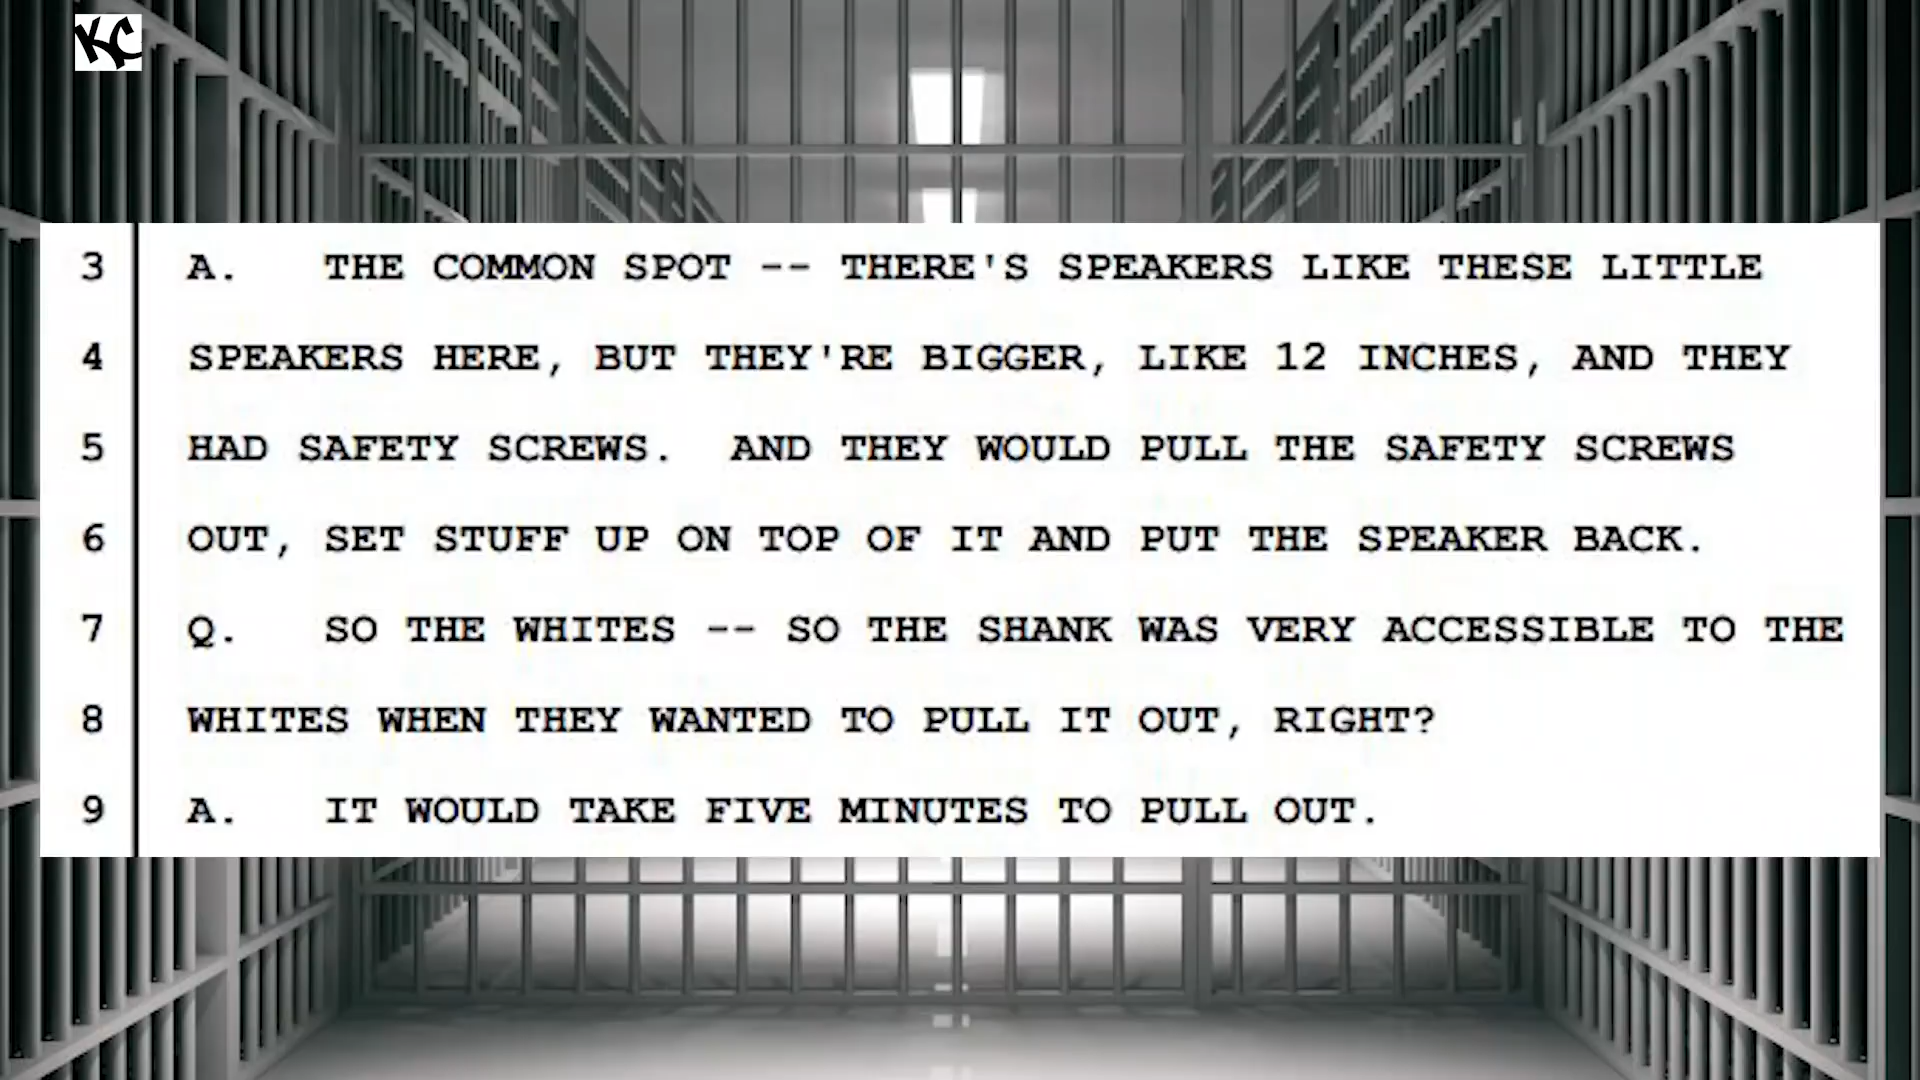 KC
3 A. THE COMMON SPOT -- THERE'S SPEAKERS LIKE THESE LITTLE
4 SPEAKERS HERE, BUT THEY'RE BIGGER, LIKE 12 INCHES, AND THEY
5 HAD SAFETY SCREWS. AND THEY WOULD PULL THE SAFETY SCREWS
6 OUT, SET STUFF UP ON TOP OF IT AND PUT THE SPEAKER BACK.
7 Q. SO THE WHITES -- SO THE SHANK WAS VERY ACCESSIBLE TO THE
8 WHITES WHEN THEY WANTED TO PULL IT OUT, RIGHT?
9 A. IT WOULD TAKE FIVE MINUTES TO PULL OUT.